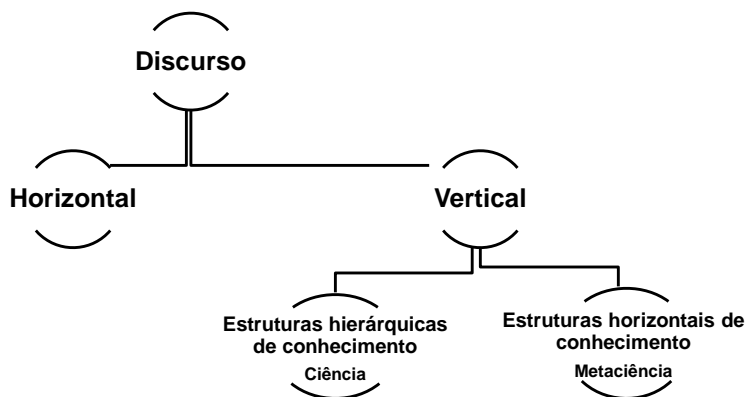 Discurso
Horizontal
Vertical
Estruturas hierárquicas
de conhecimento
Ciência
Estruturas horizontais de
conhecimento
Metaciência